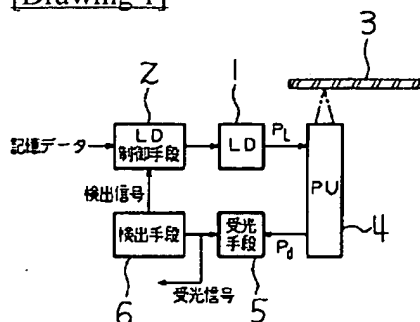 [Drawing 1]
3
2
1
記憶データ
LD
制御手段
LD
PL
PU
検出信号
検出手段
受光
手段
Pd
4
6
受光信号
5